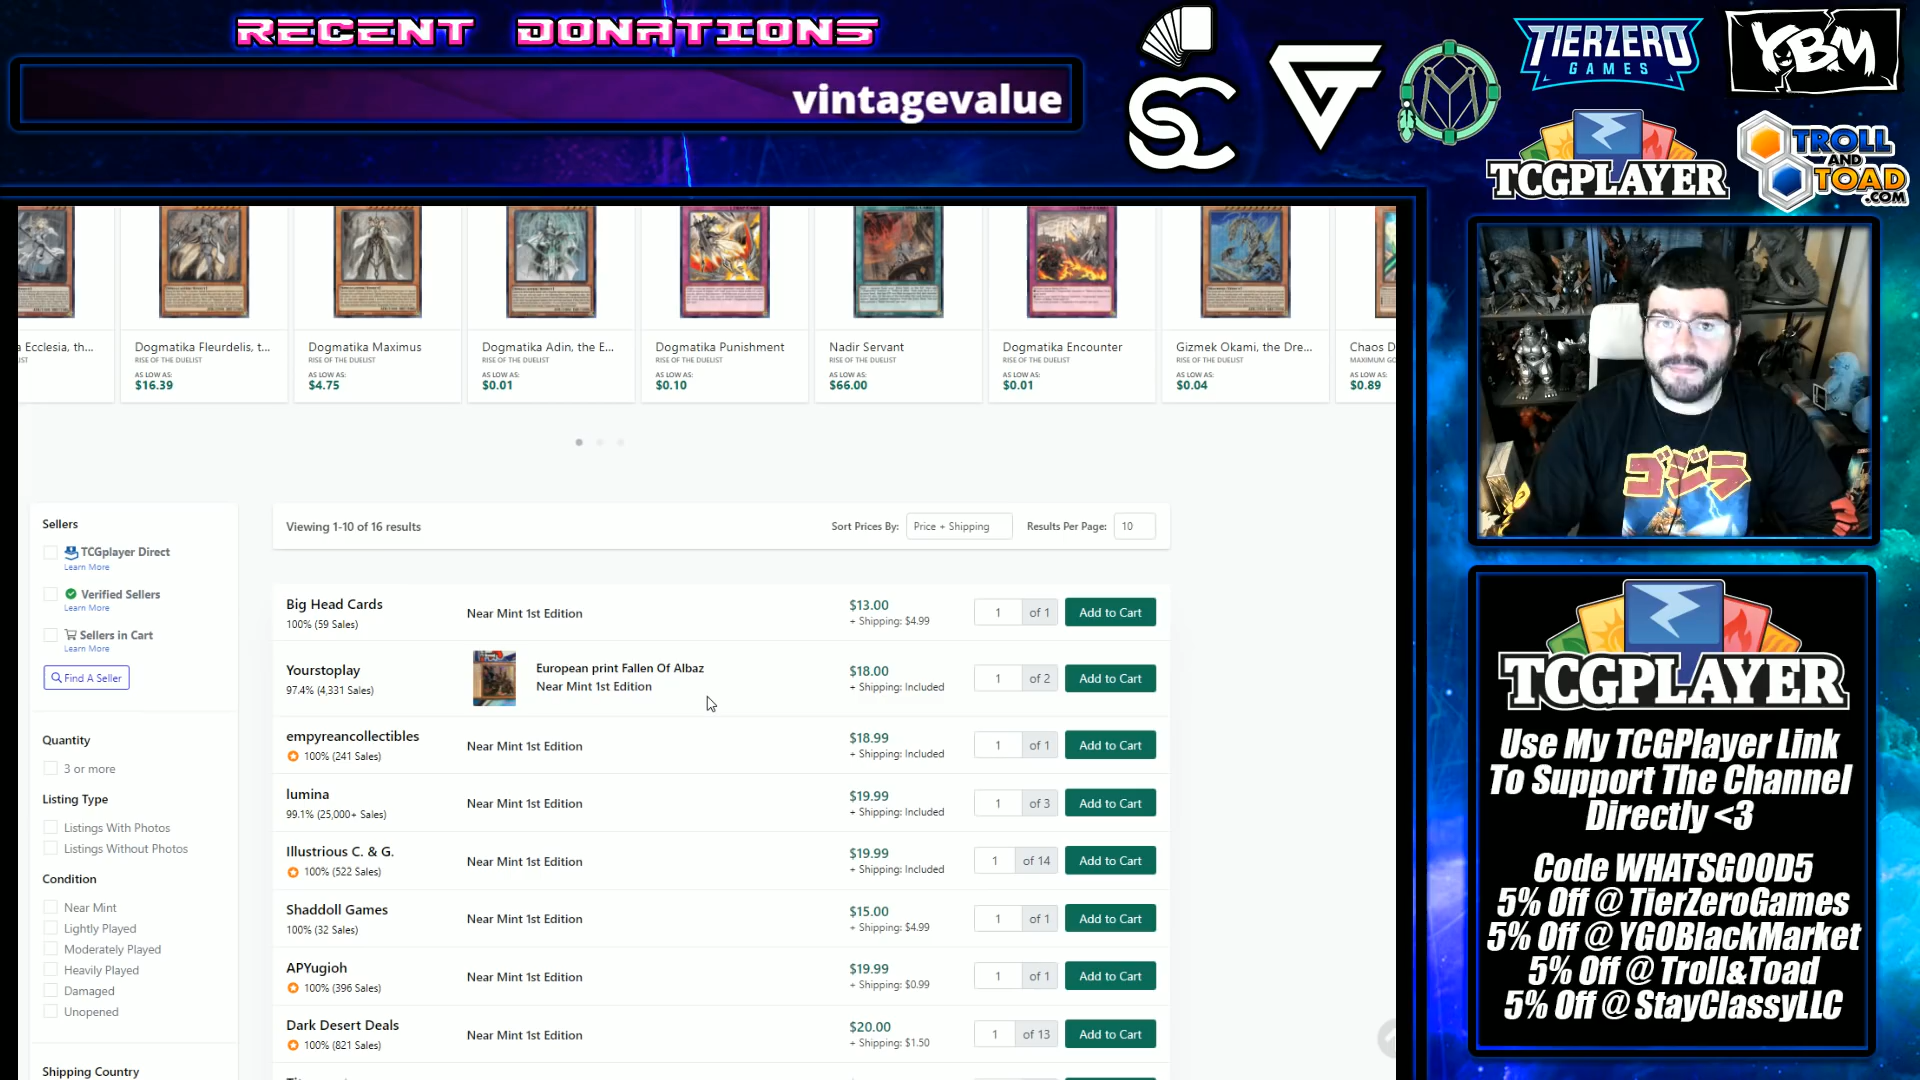 RECENT DONATIONS
vintagevalue
SC
TIERZERO
GAMES
YBM
TCGPLAYER
TROLL
AND
TOAD
.COM
a Ecclesia, th...
Dogmatika Fleurdelis, t...
RISE OF THE DUELIST
AS LOW AS:
$16.39
Dogmatika Maximus
RISE OF THE DUELIST
AS LOW AS:
$4.75
Dogmatika Adin, the E...
RISE OF THE DUELIST
AS LOW AS:
$0.01
Dogmatika Punishment
RISE OF THE DUELIST
AS LOW AS:
$0.10
Nadir Servant
RISE OF THE DUELIST
AS LOW AS:
$66.00
Dogmatika Encounter
RISE OF THE DUELIST
AS LOW AS:
$0.01
Gizmek Okami, the Dre...
RISE OF THE DUELIST
AS LOW AS:
$0.04
Chaos D
MAXIMUM GO
AS LOW AS:
$0.89
ゴジラ
Sellers
TCGplayer Direct
Learn More
Verified Sellers
Learn More
Sellers in Cart
Learn More
Find A Seller
Quantity
3 or more
Listing Type
Listings With Photos
Listings Without Photos
Condition
Near Mint
Lightly Played
Moderately Played
Heavily Played
Damaged
Unopened
Shipping Country
Viewing 1-10 of 16 results
Sort Prices By: Price + Shipping
Results Per Page: 10
Big Head Cards
100% (59 Sales)
Near Mint 1st Edition
$13.00
+ Shipping: $4.99
1 of 1 Add to Cart
Yourstoplay
97.4% (4,331 Sales)
European print Fallen Of Albaz
Near Mint 1st Edition
$18.00
+ Shipping: Included
1 of 2 Add to Cart
empyreancollectibles
100% (241 Sales)
Near Mint 1st Edition
$18.99
+ Shipping: Included
1 of 1 Add to Cart
lumina
99.1% (25,000+ Sales)
Near Mint 1st Edition
$19.99
+ Shipping: Included
1 of 3 Add to Cart
Illustrious C. & G.
100% (522 Sales)
Near Mint 1st Edition
$19.99
+ Shipping: Included
1 of 14 Add to Cart
Shaddoll Games
100% (32 Sales)
Near Mint 1st Edition
$15.00
+ Shipping: $4.99
1 of 1 Add to Cart
APYugioh
100% (396 Sales)
Near Mint 1st Edition
$19.99
+ Shipping: $0.99
1 of 1 Add to Cart
Dark Desert Deals
100% (821 Sales)
Near Mint 1st Edition
$20.00
+ Shipping: $1.50
1 of 13 Add to Cart
TCGPLAYER
Use My TCGPlayer Link
To Support The Channel
Directly <3
Code WHATSGOOD5
5% Off @ TierZeroGames
5% Off @ YGOBlackMarket
5% Off @ Troll&Toad
5% Off @ StayClassyLLC